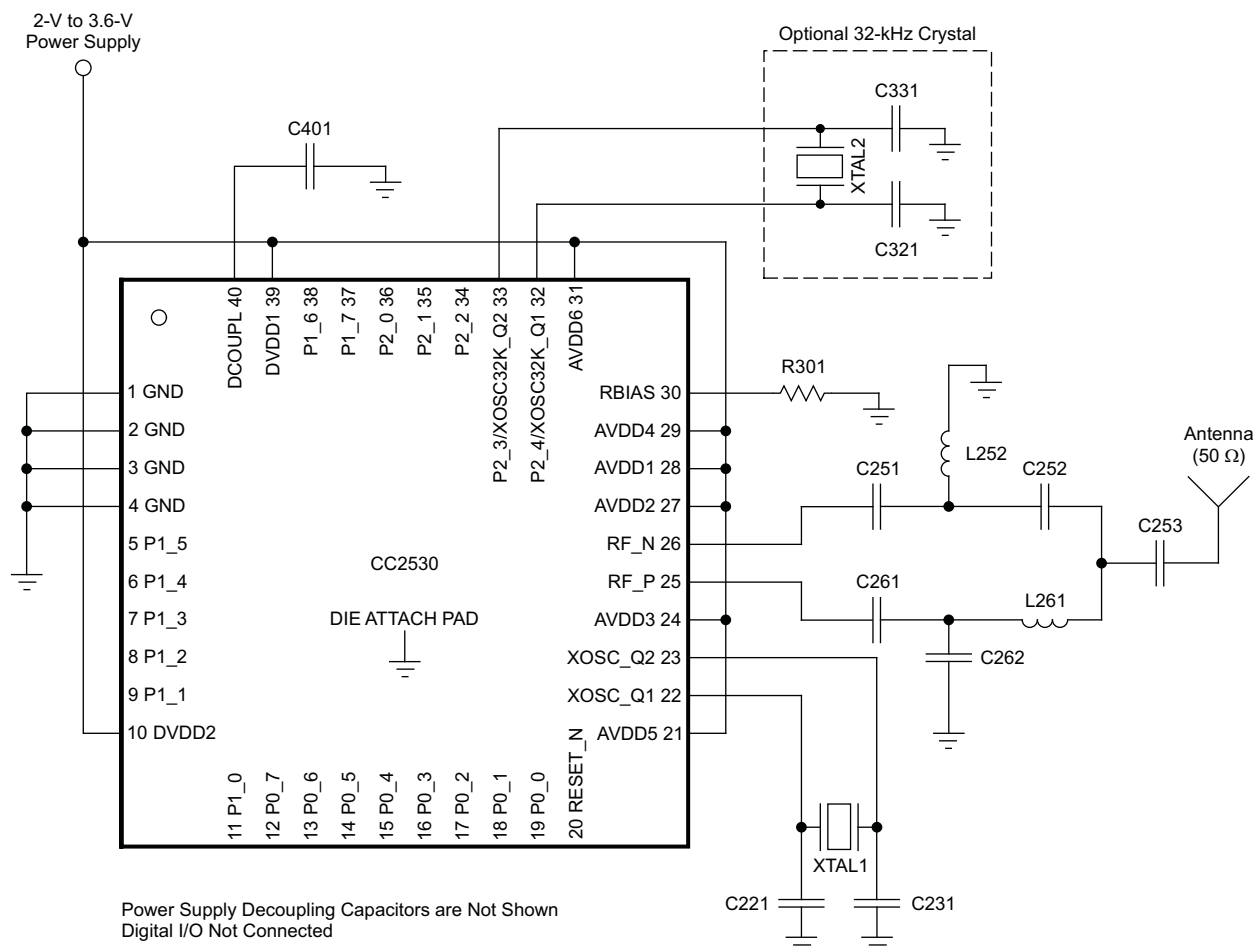 2-V to 3.6-V
Power Supply
Optional 32-kHz Crystal
C331
C401
XTAL2
C321
DCOUPL 40
DVDD1 39
P1_6 38
P1_7 37
P2_0 36
P2_1 35
P2_2 34
P2_3/XOSC32K_Q2 33
P2_4/XOSC32K_Q1 32
AVDD6 31
1 GND
2 GND
3 GND
4 GND
5 P1_5
6 P1_4
7 P1_3
8 P1_2
9 P1_1
10 DVDD2
CC2530
DIE ATTACH PAD
RBIAS 30
AVDD4 29
AVDD1 28
AVDD2 27
RF_N 26
RF_P 25
AVDD3 24
XOSC_Q2 23
XOSC_Q1 22
AVDD5 21
11 P1_0
12 P0_7
13 P0_6
14 P0_5
15 P0_4
16 P0_3
17 P0_2
18 P0_1
19 P0_0
20 RESET_N
R301
L252
C251
C252
Antenna
(50 Ω)
C253
C261
L261
C262
XTAL1
C221
C231
Power Supply Decoupling Capacitors are Not Shown
Digital I/O Not Connected